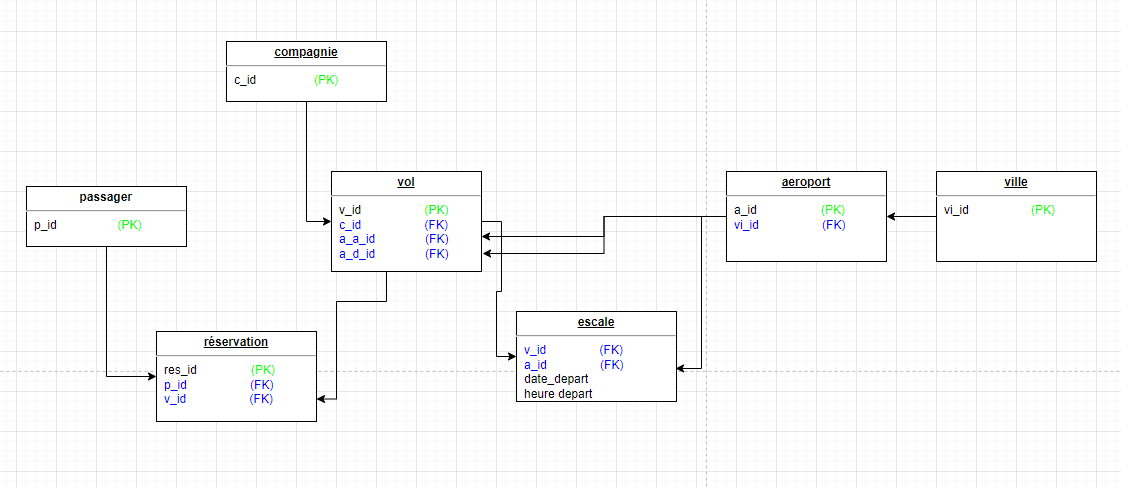 compagnie
c_id (PK)
passager
p_id (PK)
vol
v_id (PK)
c_id (FK)
a_a_id (FK)
a_d_id (FK)
aeroport
a_id (PK)
vi_id (FK)
ville
vi_id (PK)
réservation
res_id (PK)
p_id (FK)
v_id (FK)
escale
v_id (FK)
a_id (FK)
date_depart
heure depart